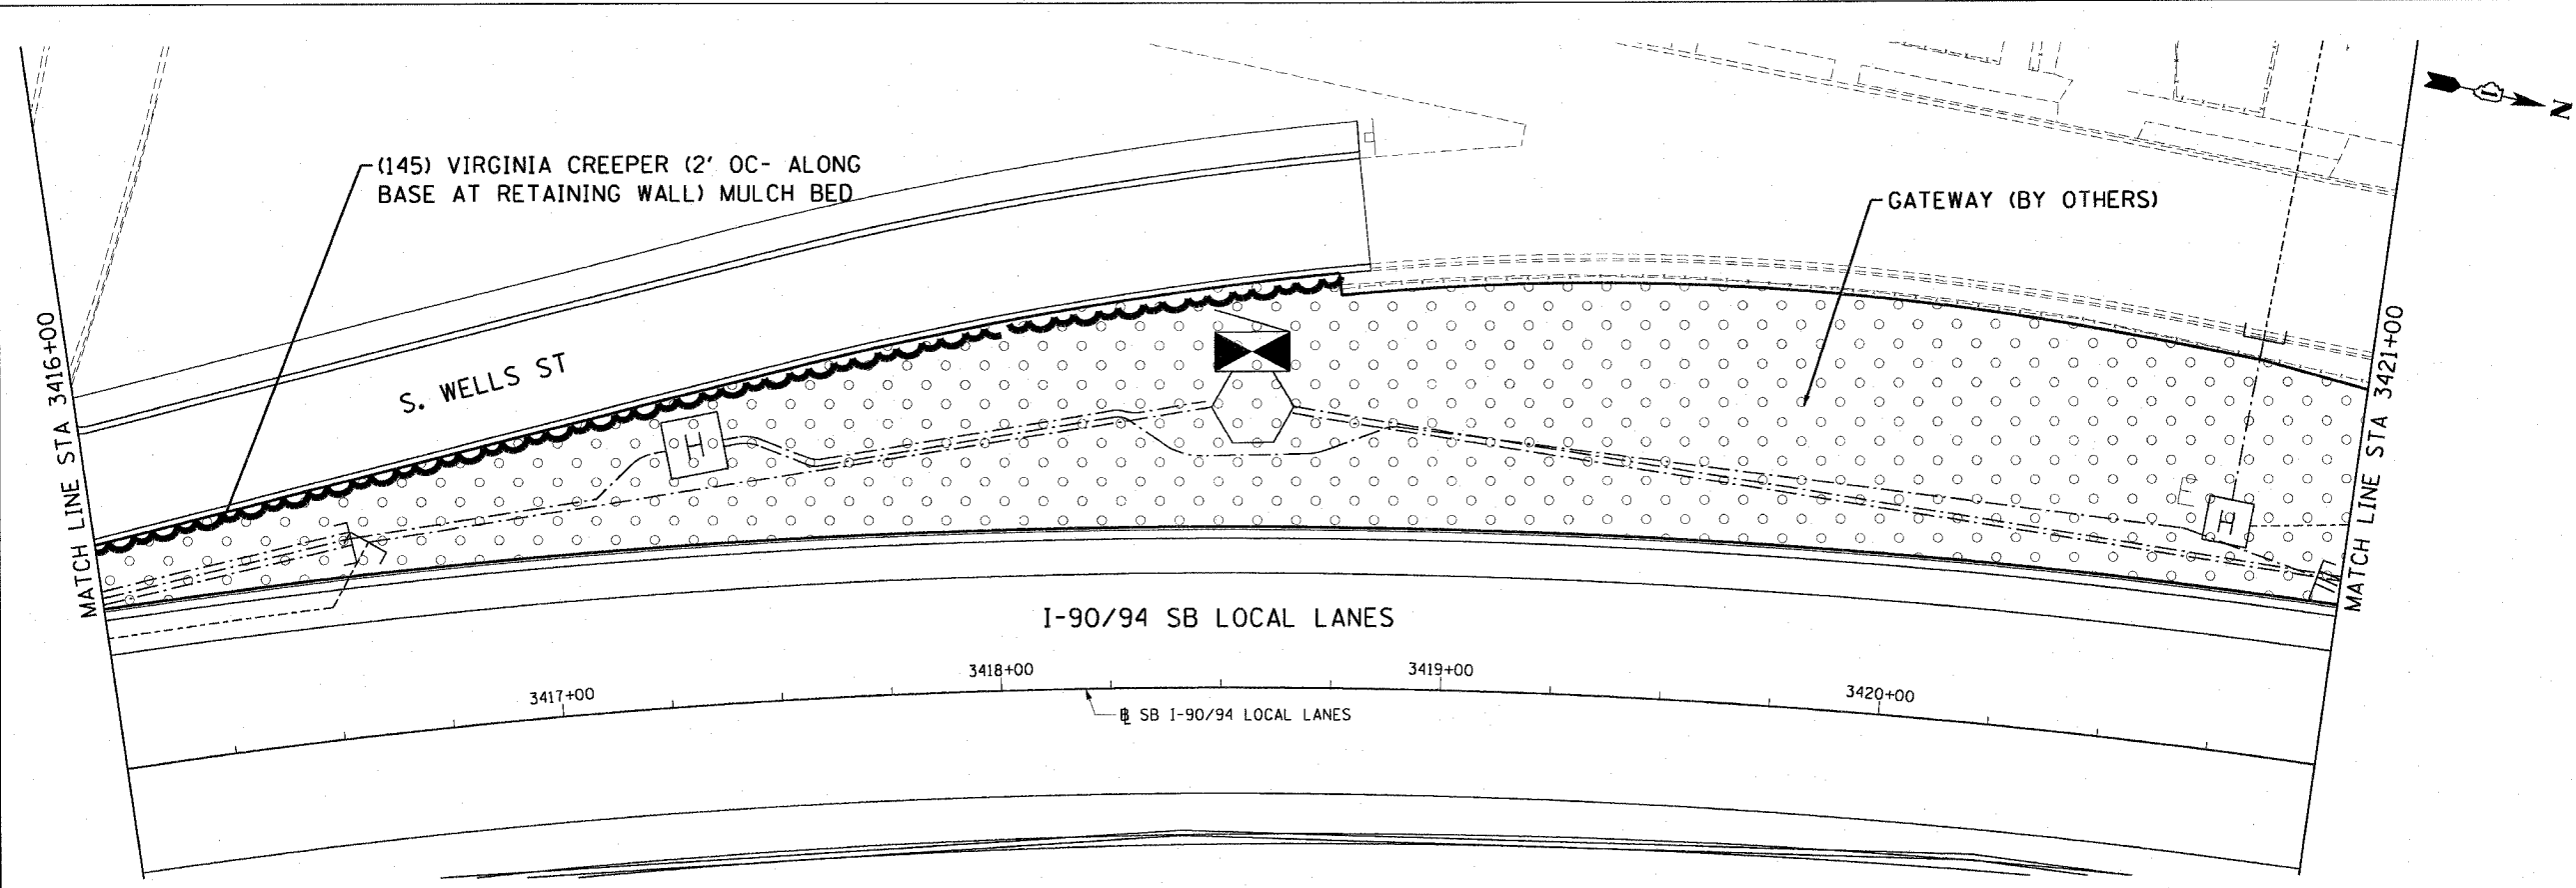 (145) VIRGINIA CREEPER (2' OC- ALONG
BASE AT RETAINING WALL) MULCH BED
GATEWAY (BY OTHERS)
N
MATCH LINE STA 3416+00
S. WELLS ST
H
H
MATCH LINE STA 3421+00
I-90/94 SB LOCAL LANES
3417+00
3418+00
3419+00
3420+00
SB I-90/94 LOCAL LANES